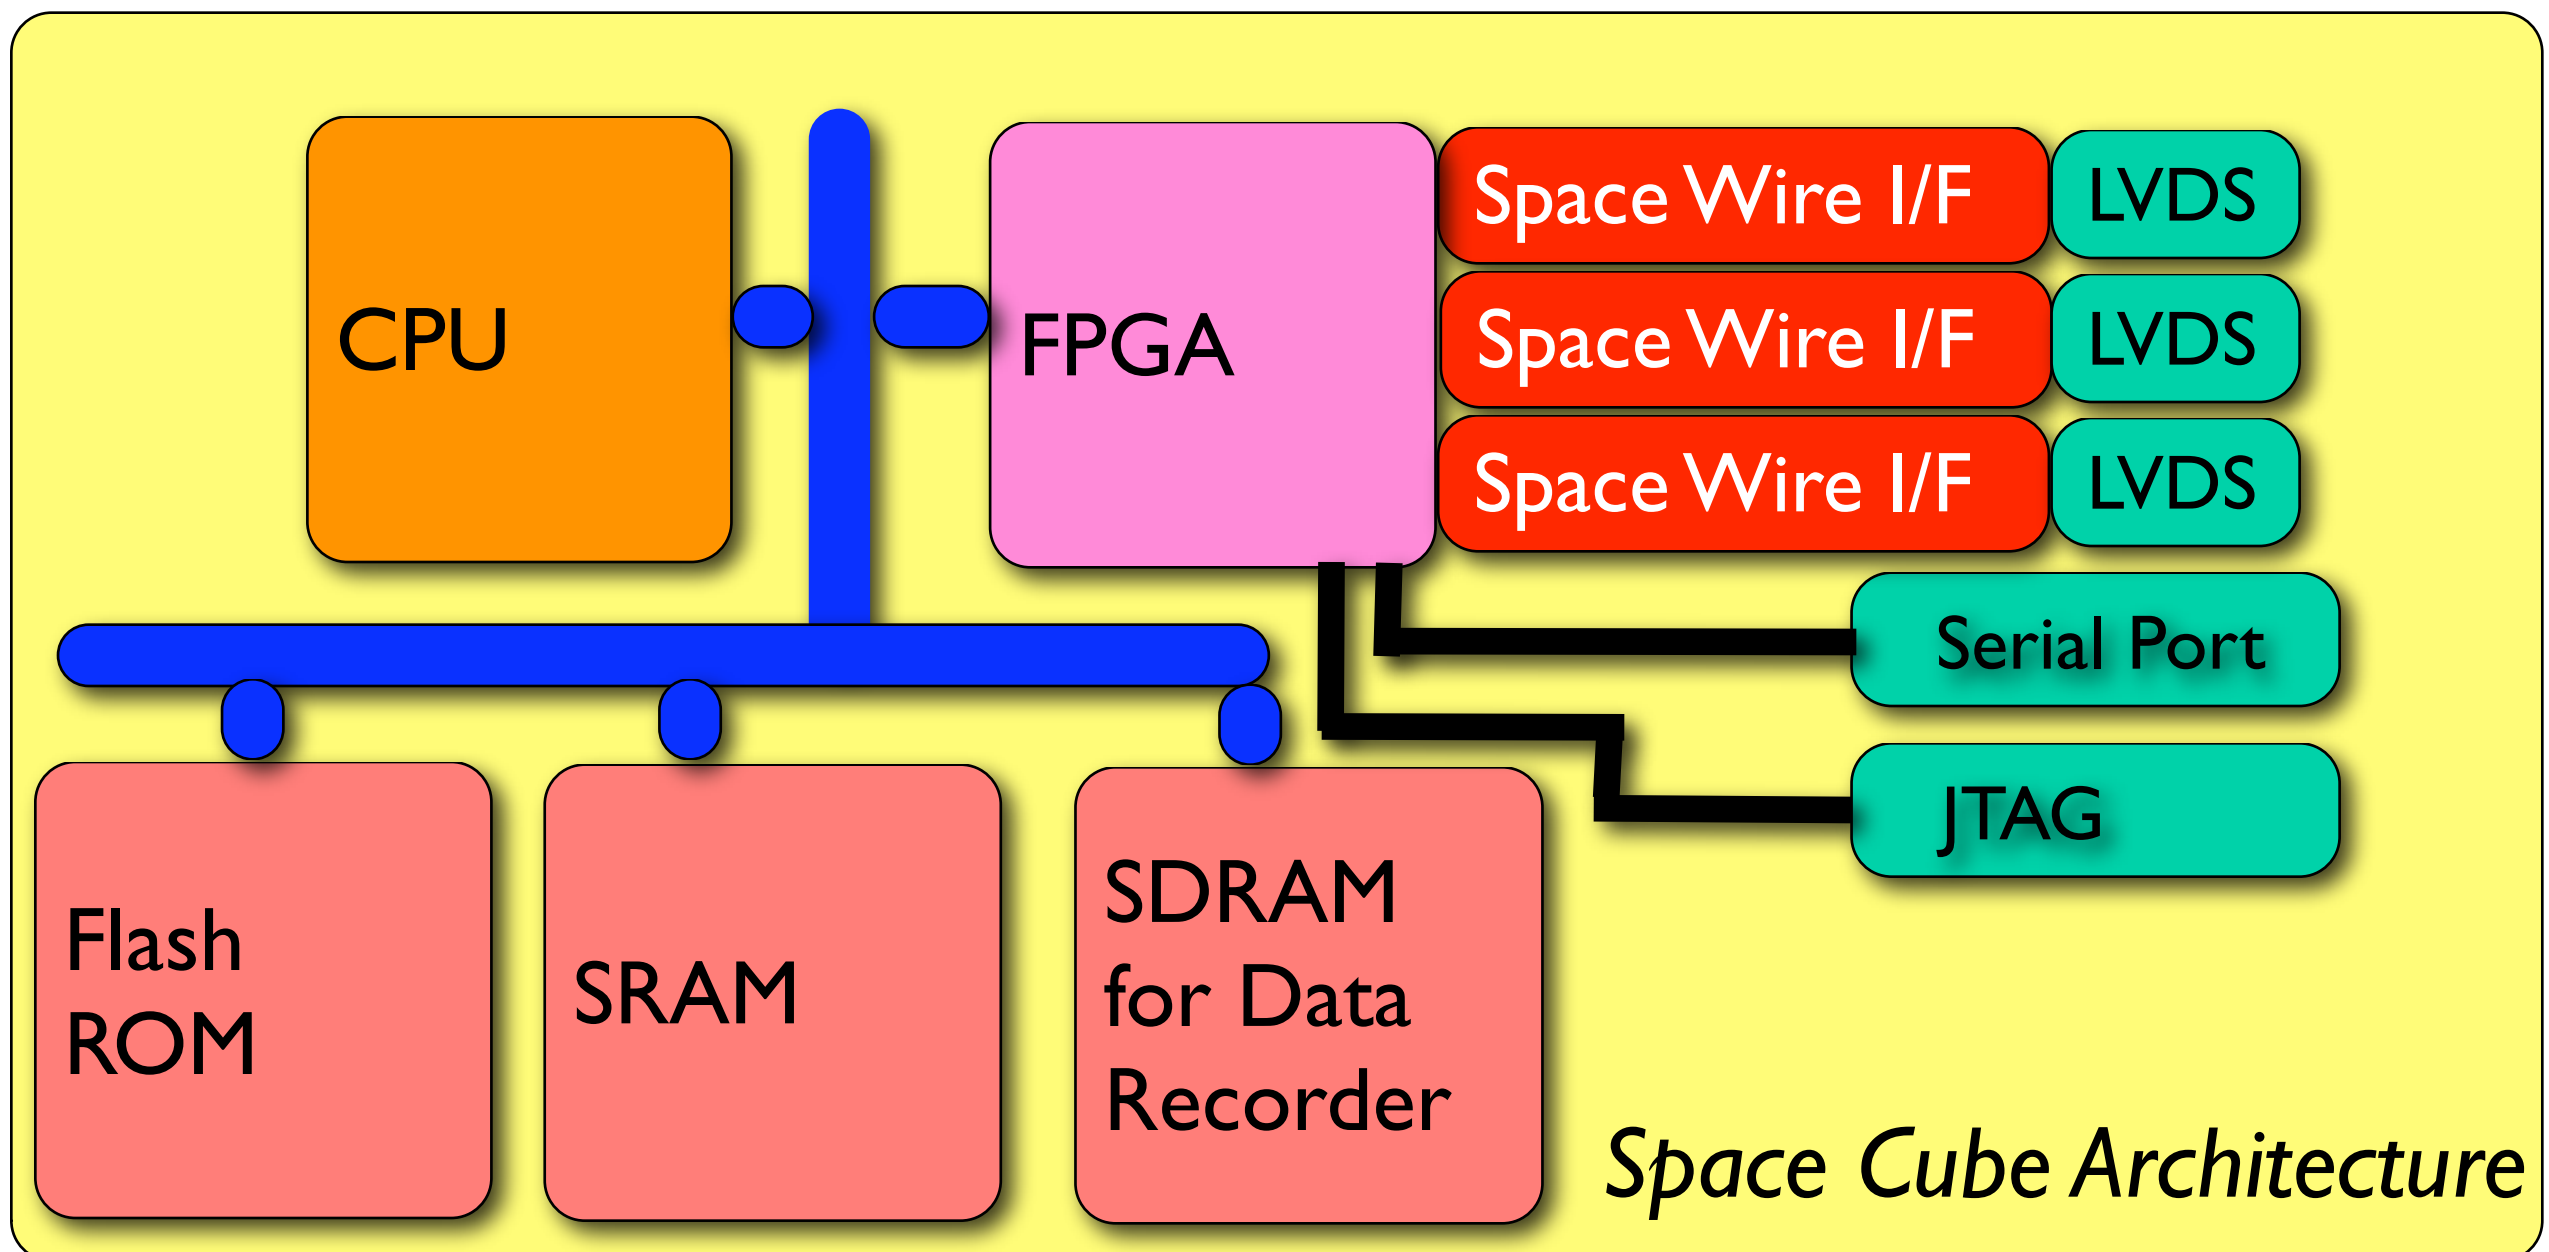 CPU
FPGA
Space Wire I/F
LVDS
Space Wire I/F
LVDS
Space Wire I/F
LVDS
Serial Port
JTAG
Flash
ROM
SRAM
SDRAM
for Data
Recorder
Space Cube Architecture